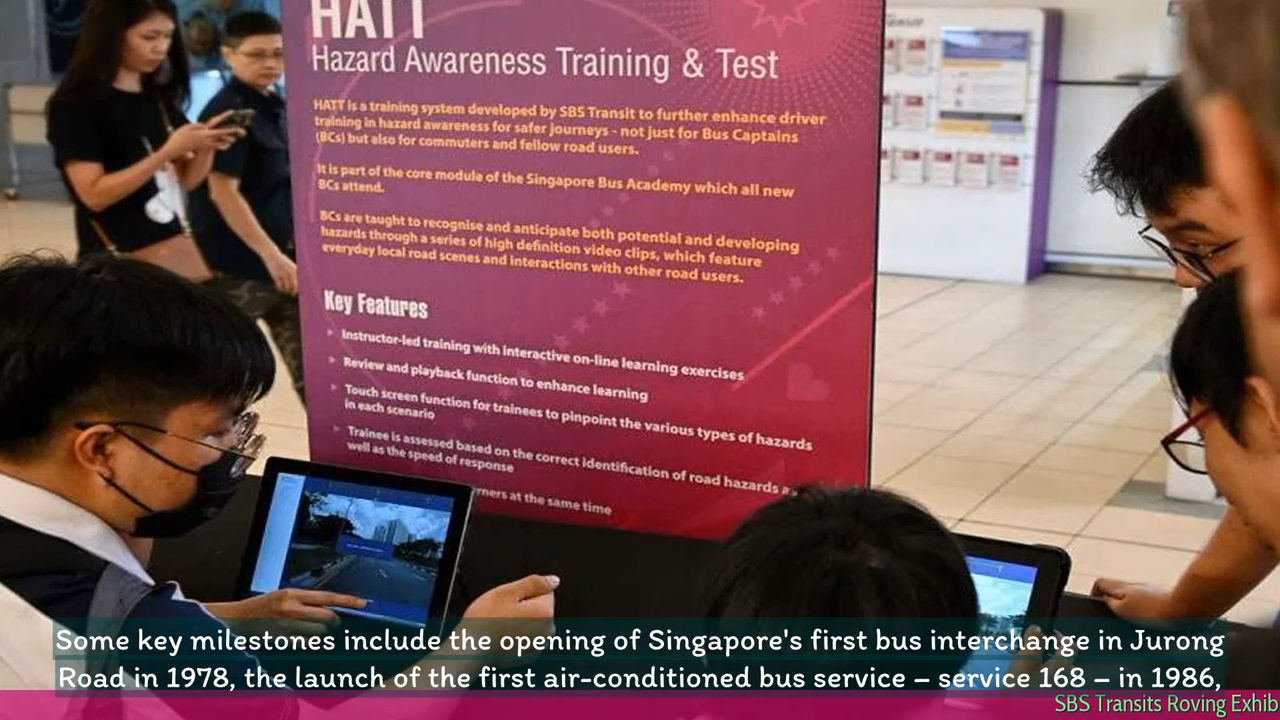 HATT
Hazard Awareness Training & Test
HATT is a training system developed by SBS Transit to further enhance driver
training in hazard awareness for safer journeys - not just for Bus Captains
(BCs) but also for commuters and fellow road users.
It is part of the core module of the Singapore Bus Academy which all new
BCs attend.
BCs are taught to recognise and anticipate both potential and developing
hazards through a series of high definition video clips, which feature
everyday local road scenes and interactions with other road users.
Key Features
Instructor-led training with interactive on-line learning exercises
Review and playback function to enhance learning
Touch screen function for trainees to pinpoint the various types of hazards
in each scenario
Trainee is assessed based on the correct identification of road hazards as
well as the speed of response
at the same time
Some key milestones include the opening of Singapore's first bus interchange in Jurong
Road in 1978, the launch of the first air-conditioned bus service – service 168 – in 1986,
SBS Transits Roving Exhib